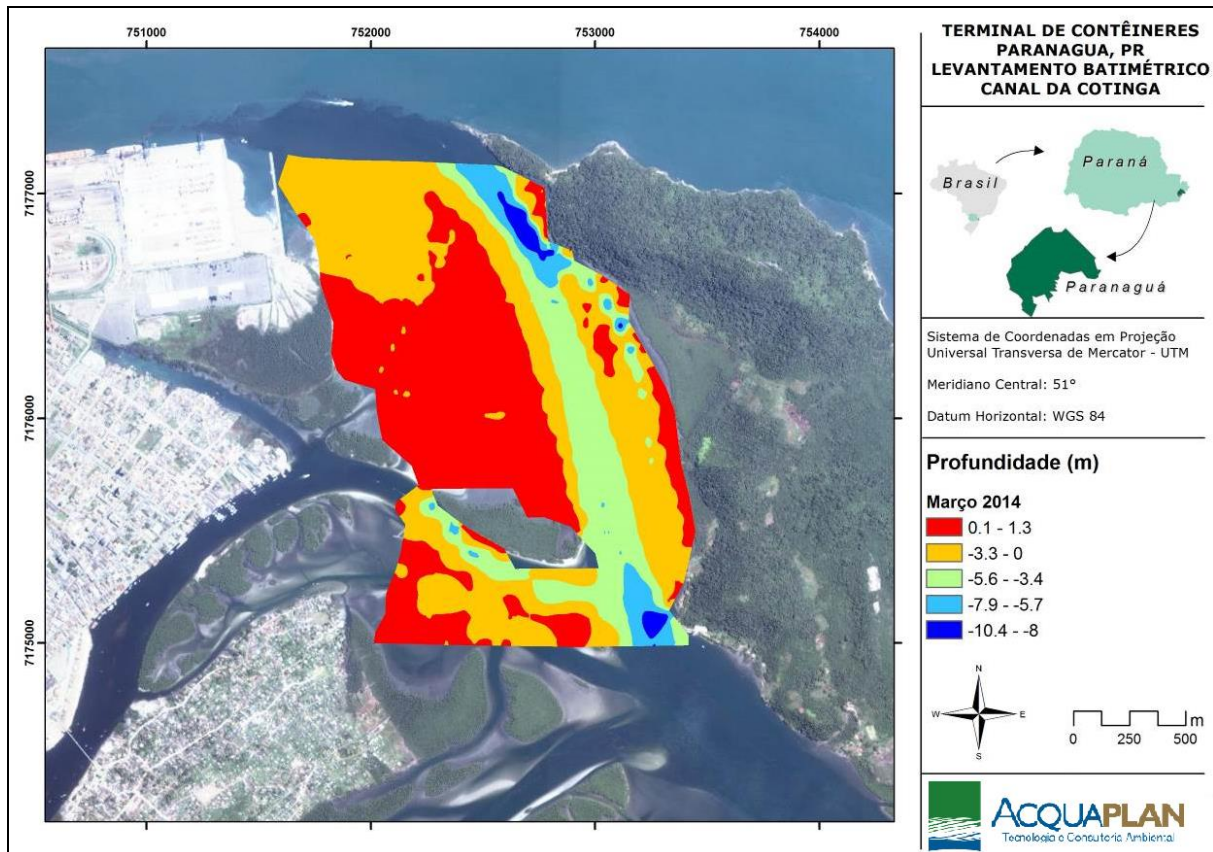 751000
752000
753000
754000
7177000
7176000
7175000
TERMINAL DE CONTÊINERES
PARANAGUA, PR
LEVANTAMENTO BATIMÉTRICO
CANAL DA COTINGA
Brasil
Paraná
Paranaguá
Sistema de Coordenadas em Projeção
Universal Transversa de Mercator - UTM
Meridiano Central: 51°
Datum Horizontal: WGS 84
Profundidade (m)
Março 2014
0.1 - 1.3
-3.3 - 0
-5.6 - -3.4
-7.9 - -5.7
-10.4 - -8
N
W
E
S
m
0 250 500
ACQUAPLAN
Tecnologia e Consultoria Ambiental